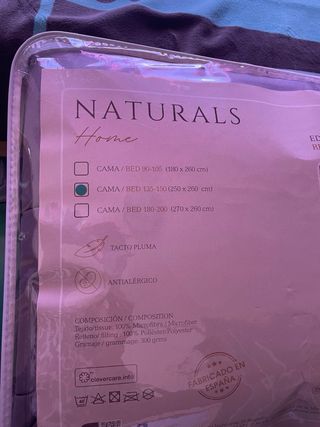 NATURALS
Home
CAMA / BED 90-105 (180 x 260 cm)
CAMA / BED 135-150 (250 x 260 cm)
CAMA / BED 180-200 (270 x 260 cm)
TACTO PLUMA
ANTIALÉRGICO
COMPOSICIÓN / COMPOSITION
Tejido/tissue: 100% Microfibra / Microfiber
Relleno/ filling : 100% Poliéster/Polyester
Gramaje / grammage: 300 grams
clevercare.info
FABRICADO EN
ESPAÑA